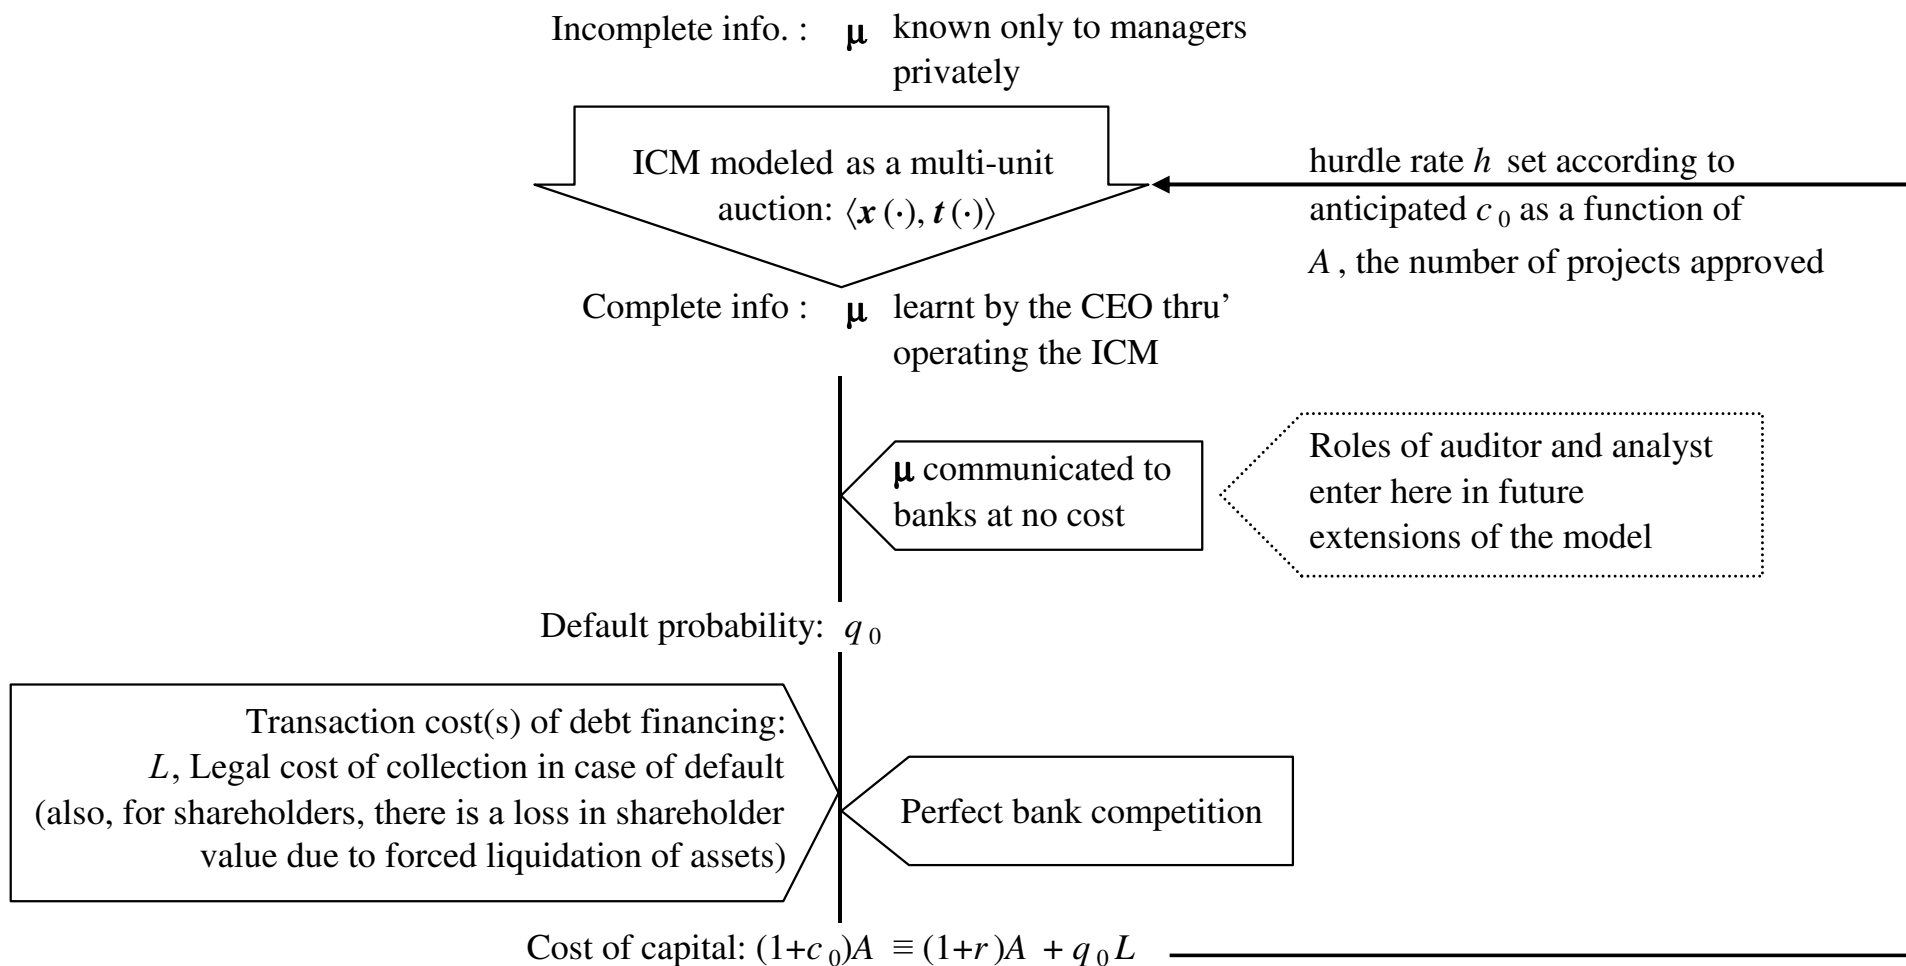 Incomplete info. : μ known only to managers
privately
ICM modeled as a multi-unit
auction: ⟨x(·), t(·)⟩
hurdle rate h set according to
anticipated c₀ as a function of
A, the number of projects approved
Complete info : μ learnt by the CEO thru’
operating the ICM
μ communicated to
banks at no cost
Roles of auditor and analyst
enter here in future
extensions of the model
Default probability: q₀
Transaction cost(s) of debt financing:
L, Legal cost of collection in case of default
(also, for shareholders, there is a loss in shareholder
value due to forced liquidation of assets)
Perfect bank competition
Cost of capital: (1+c₀)A ≡ (1+r)A + q₀L